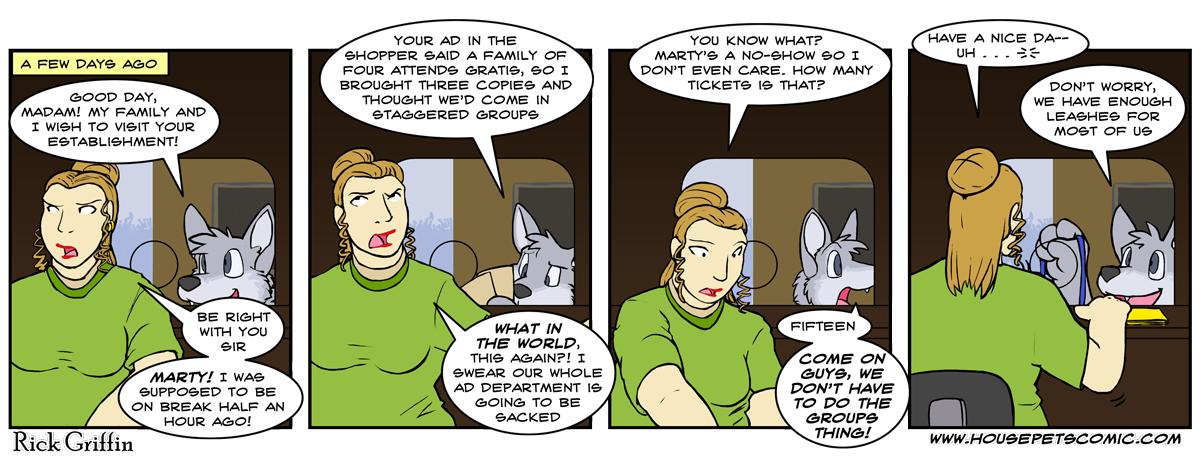 A FEW DAYS AGO
GOOD DAY,
MADAM! MY FAMILY AND
I WISH TO VISIT YOUR
ESTABLISHMENT!
BE RIGHT
WITH YOU
SIR
MARTY! I WAS
SUPPOSED TO BE
ON BREAK HALF AN
HOUR AGO!
YOUR AD IN THE
SHOPPER SAID A FAMILY OF
FOUR ATTENDS GRATIS, SO I
BROUGHT THREE COPIES AND
THOUGHT WE'D COME IN
STAGGERED GROUPS
WHAT IN
THE WORLD,
THIS AGAIN?! I
SWEAR OUR WHOLE
AD DEPARTMENT IS
GOING TO BE
SACKED
YOU KNOW WHAT?
MARTY'S A NO-SHOW SO I
DON'T EVEN CARE. HOW MANY
TICKETS IS THAT?
FIFTEEN
COME ON
GUYS, WE
DON'T HAVE
TO DO THE
GROUPS
THING!
HAVE A NICE DA--
UH . . .
DON'T WORRY,
WE HAVE ENOUGH
LEASHES FOR
MOST OF US
Rick Griffin
WWW.HOUSEPETSCOMIC.COM